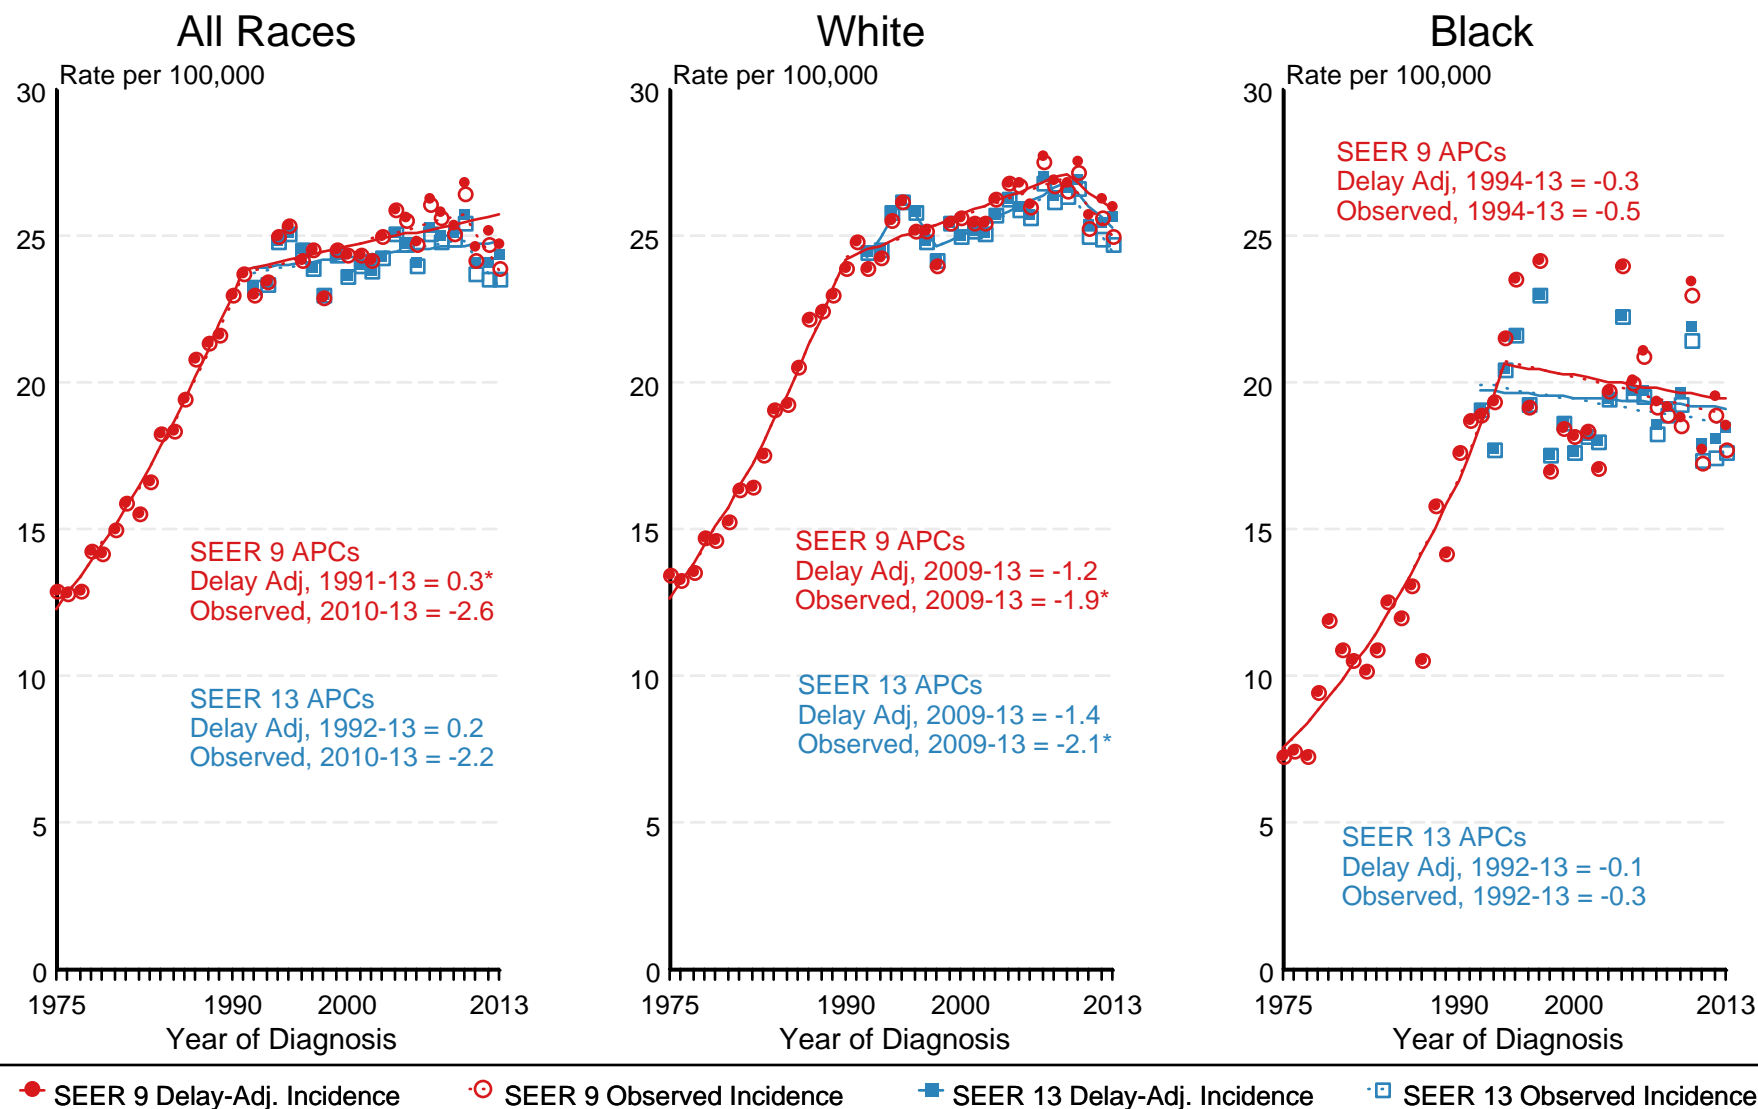 All Races
Rate per 100,000
30
25
20
15
10
5
0
SEER 9 APCs
Delay Adj, 1991-13 = 0.3*
Observed, 2010-13 = -2.6
SEER 13 APCs
Delay Adj, 1992-13 = 0.2
Observed, 2010-13 = -2.2
1975 1990 2000 2013
Year of Diagnosis
White
Rate per 100,000
30
25
20
15
10
5
0
SEER 9 APCs
Delay Adj, 2009-13 = -1.2
Observed, 2009-13 = -1.9*
SEER 13 APCs
Delay Adj, 2009-13 = -1.4
Observed, 2009-13 = -2.1*
1975 1990 2000 2013
Year of Diagnosis
Black
Rate per 100,000
30
25
20
15
10
5
0
SEER 9 APCs
Delay Adj, 1994-13 = -0.3
Observed, 1994-13 = -0.5
SEER 13 APCs
Delay Adj, 1992-13 = -0.1
Observed, 1992-13 = -0.3
1975 1990 2000 2013
Year of Diagnosis
SEER 9 Delay-Adj. Incidence SEER 9 Observed Incidence SEER 13 Delay-Adj. Incidence SEER 13 Observed Incidence